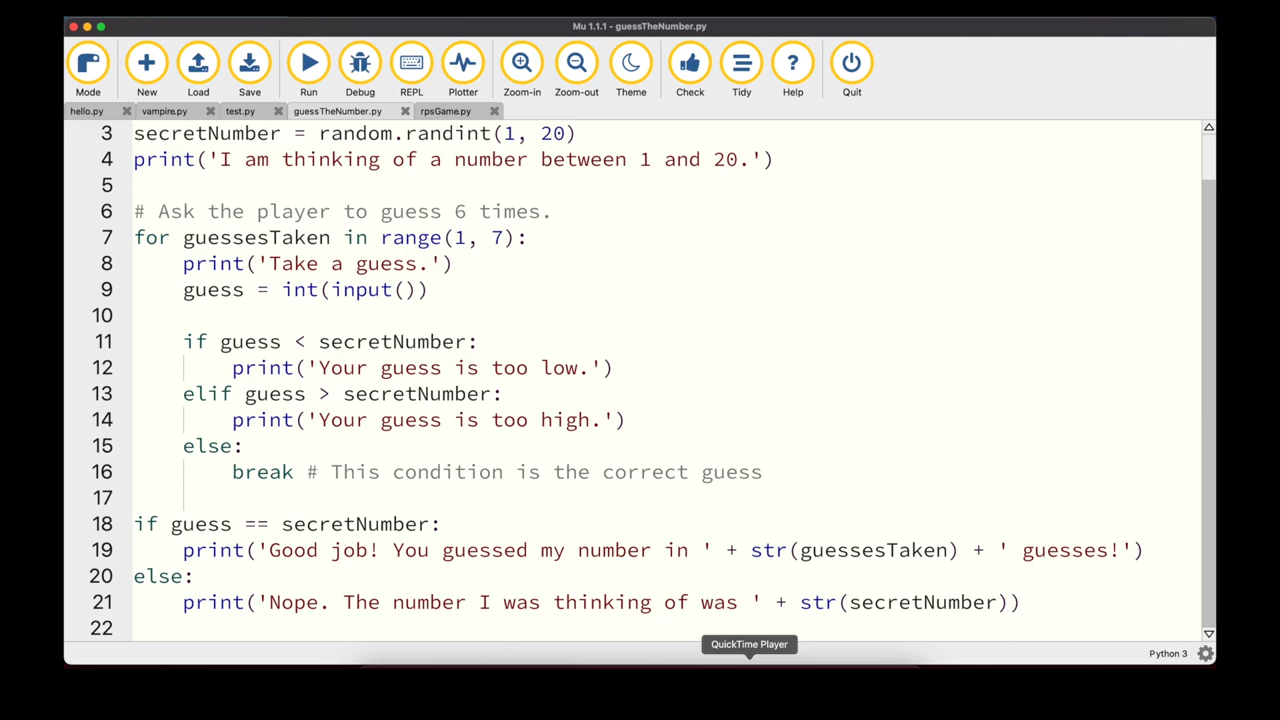 Mu 1.1.1 - guessTheNumber.py
Mode New Load Save Run Debug REPL Plotter Zoom-in Zoom-out Theme Check Tidy Help Quit
hello.py vampire.py test.py guessTheNumber.py rpsGame.py
3 secretNumber = random.randint(1, 20)
4 print('I am thinking of a number between 1 and 20.')
5
6 # Ask the player to guess 6 times.
7 for guessesTaken in range(1, 7):
8     print('Take a guess.')
9     guess = int(input())
10
11     if guess < secretNumber:
12         print('Your guess is too low.')
13     elif guess > secretNumber:
14         print('Your guess is too high.')
15     else:
16         break # This condition is the correct guess
17
18 if guess == secretNumber:
19     print('Good job! You guessed my number in ' + str(guessesTaken) + ' guesses!')
20 else:
21     print('Nope. The number I was thinking of was ' + str(secretNumber))
22
QuickTime Player
Python 3